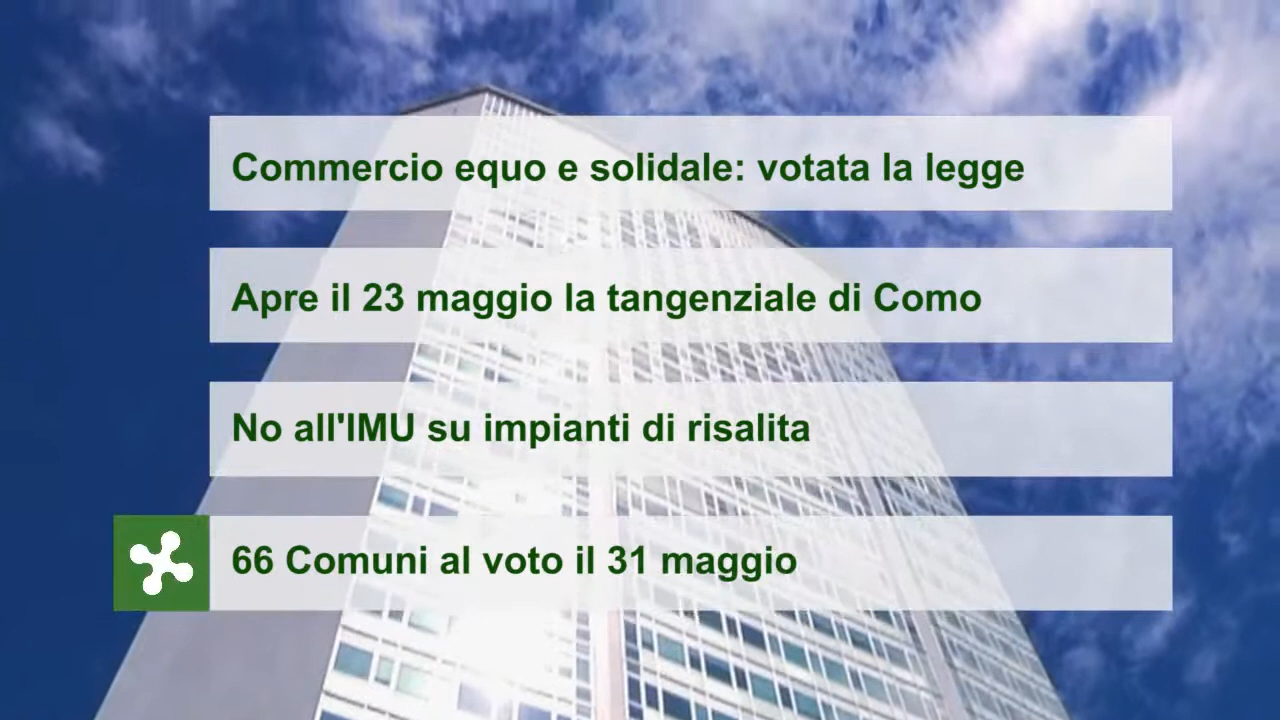 Commercio equo e solidale: votata la legge
Apre il 23 maggio la tangenziale di Como
No all'IMU su impianti di risalita
66 Comuni al voto il 31 maggio